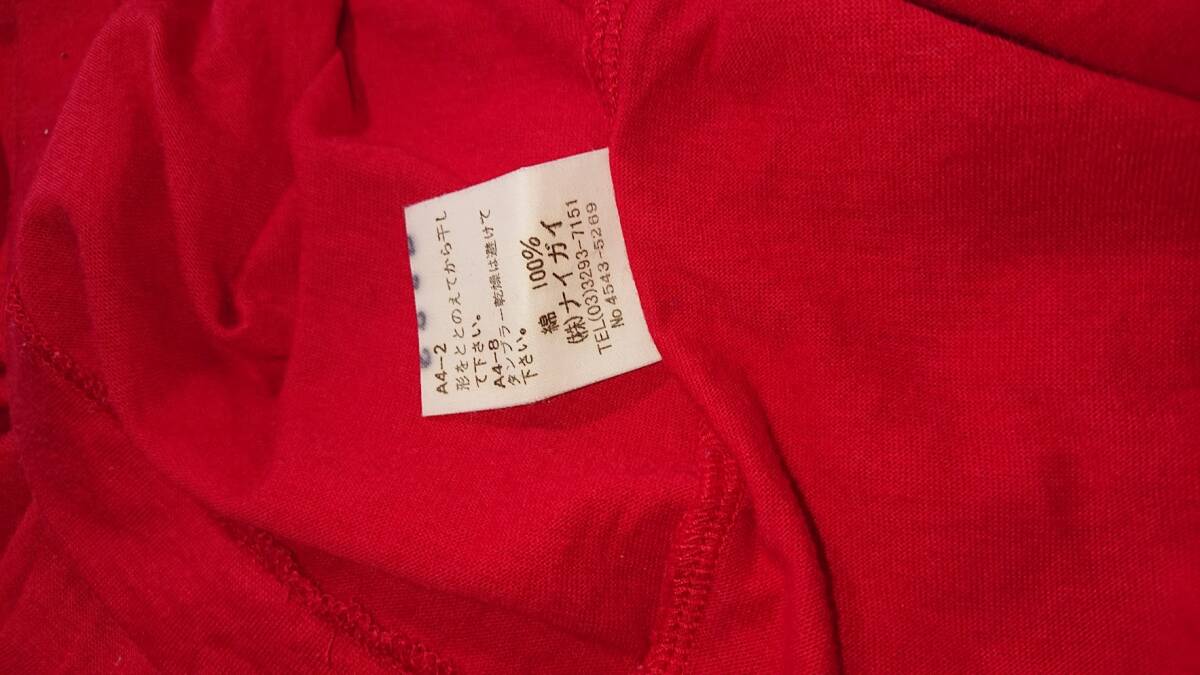 A4-2
形をととのえてから干し
て下さい。
A4-8
タンブラー乾燥は避けて
下さい。
綿 100%
(株)ナイガイ
TEL(03)3293-7151
No 4543-5269